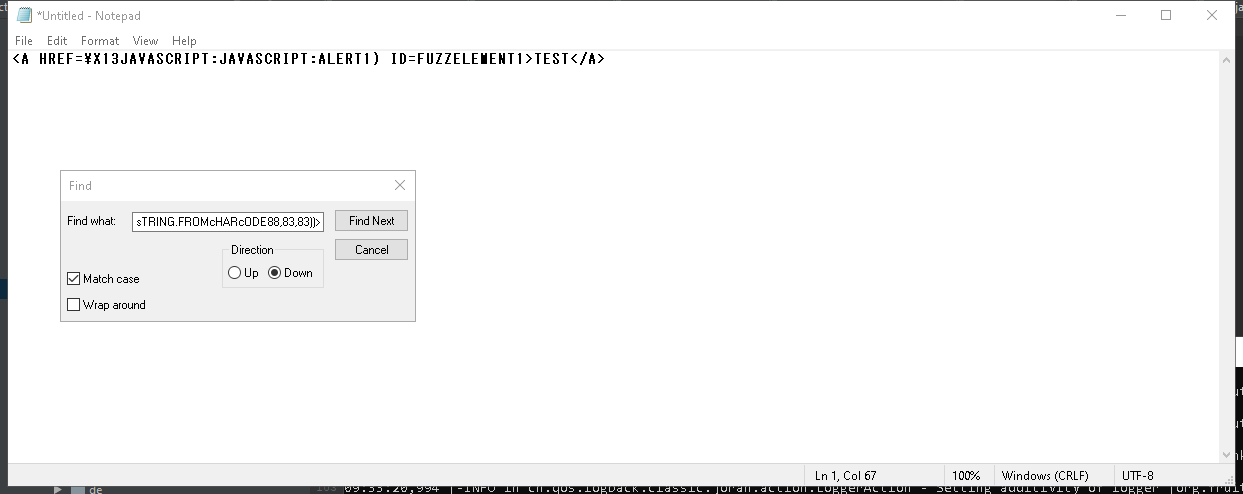 *Untitled - Notepad
File Edit Format View Help
<A HREF=¥X13JAVASCRIPT:JAVASCRIPT:ALERT1) ID=FUZZELEMENT1>TEST</A>
Find
Find what: sTRING.FROMcHARcODE88,83,83))> Find Next
Direction Cancel
Up Down
Match case
Wrap around
Ln 1, Col 67 100% Windows (CRLF) UTF-8
de 09:33:20,994 |-INFO in ch.qos.logback.classic.joran.action.LoggerAction - Setting additivity of logger